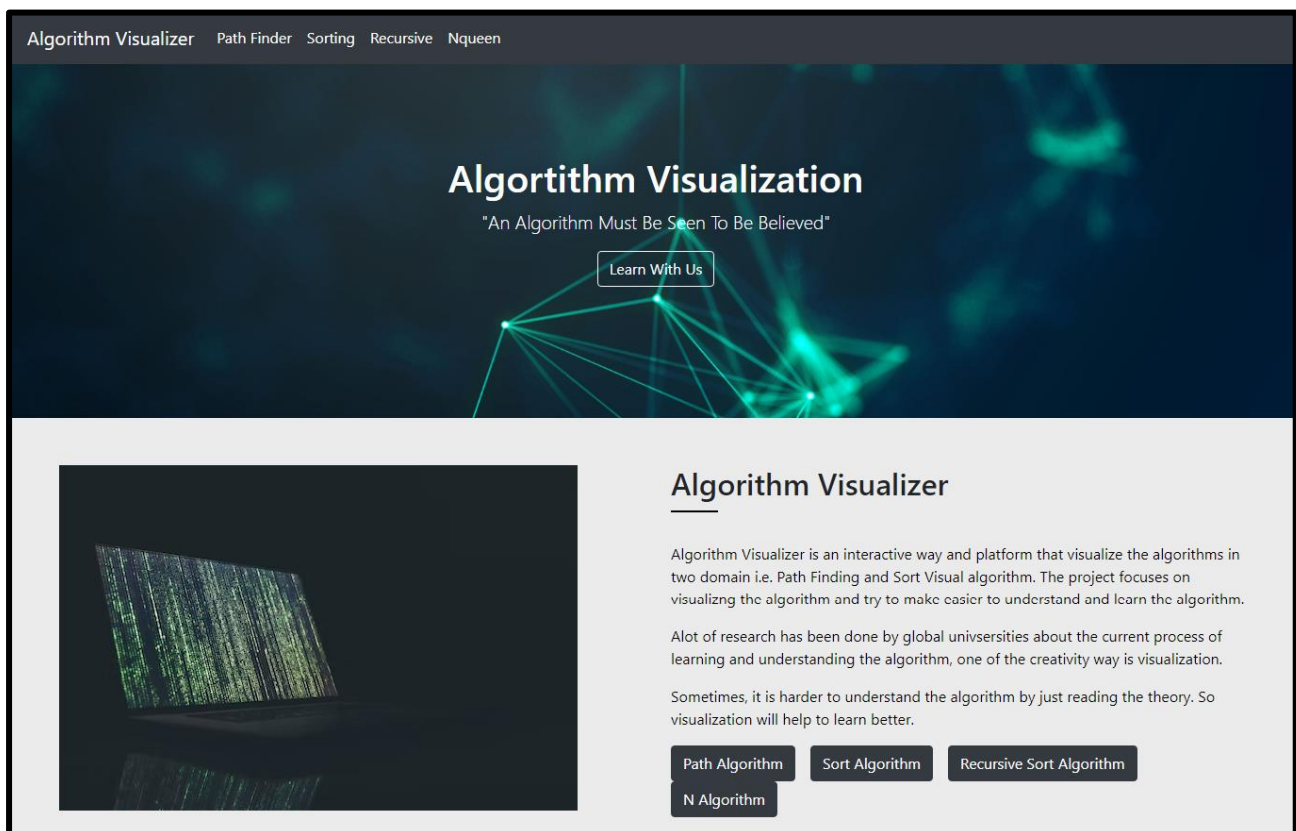 Algorithm Visualizer Path Finder Sorting Recursive Nqueen
Algortithm Visualization
"An Algorithm Must Be Seen To Be Believed"
Learn With Us
Algorithm Visualizer
Algorithm Visualizer is an interactive way and platform that visualize the algorithms in
two domain i.e. Path Finding and Sort Visual algorithm. The project focuses on
visualizng the algorithm and try to make easier to understand and learn the algorithm.
Alot of research has been done by global univsersities about the current process of
learning and understanding the algorithm, one of the creativity way is visualization.
Sometimes, it is harder to understand the algorithm by just reading the theory. So
visualization will help to learn better.
Path Algorithm Sort Algorithm Recursive Sort Algorithm
N Algorithm